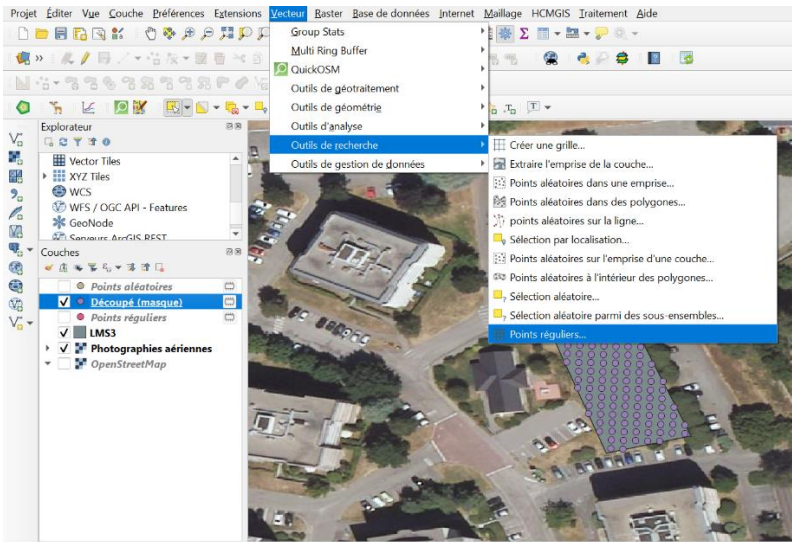 Projet Éditer Vue Couche Préférences Extensions Vecteur Raster Base de données Internet Maillage HCMGIS Traitement Aide
Group Stats
Multi Ring Buffer
QuickOSM
Outils de géotraitement
Outils de géométrie
Outils d'analyse
Outils de recherche
Outils de gestion de données
Créer une grille...
Extraire l'emprise de la couche...
Points aléatoires dans une emprise...
Points aléatoires dans des polygones...
points aléatoires sur la ligne...
Sélection par localisation...
Points aléatoires sur l'emprise d'une couche...
Points aléatoires à l'intérieur des polygones...
Sélection aléatoire...
Sélection aléatoire parmi des sous-ensembles...
Points réguliers...
Explorateur
Vector Tiles
XYZ Tiles
WCS
WFS / OGC API - Features
GeoNode
Serveurs ArcGIS REST
Couches
Points aléatoires
Découpé (masque)
Points réguliers
LMS3
Photographies aériennes
OpenStreetMap